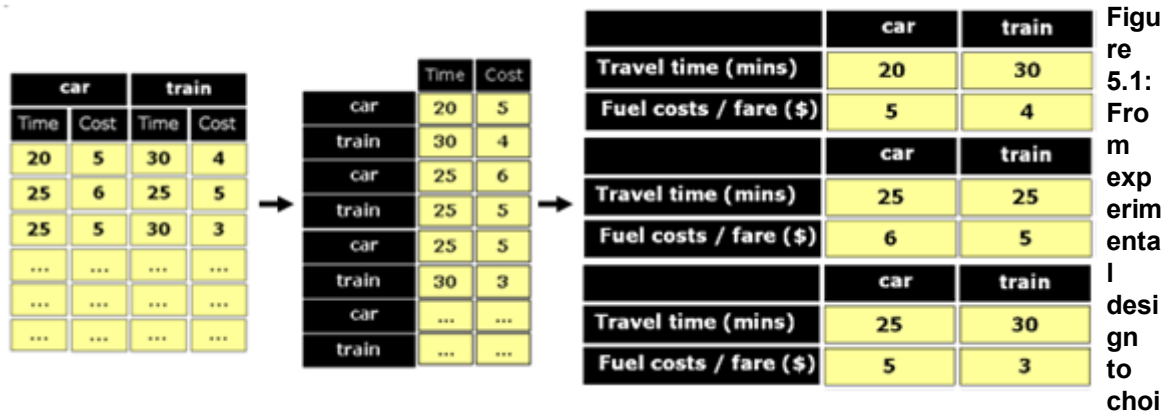 car train
Time Cost Time Cost
20 5 30 4
25 6 25 5
25 5 30 3
... ... ... ...
... ... ... ...
... ... ... ...
Time Cost
car 20 5
train 30 4
car 25 6
train 25 5
car 25 5
train 30 3
car ... ...
train ... ...
car train
Travel time (mins) 20 30
Fuel costs / fare ($) 5 4
car train
Travel time (mins) 25 25
Fuel costs / fare ($) 6 5
car train
Travel time (mins) 25 30
Fuel costs / fare ($) 5 3
Figu
re
5.1:
Fro
m
exp
erim
enta
l
desi
gn
to
choi